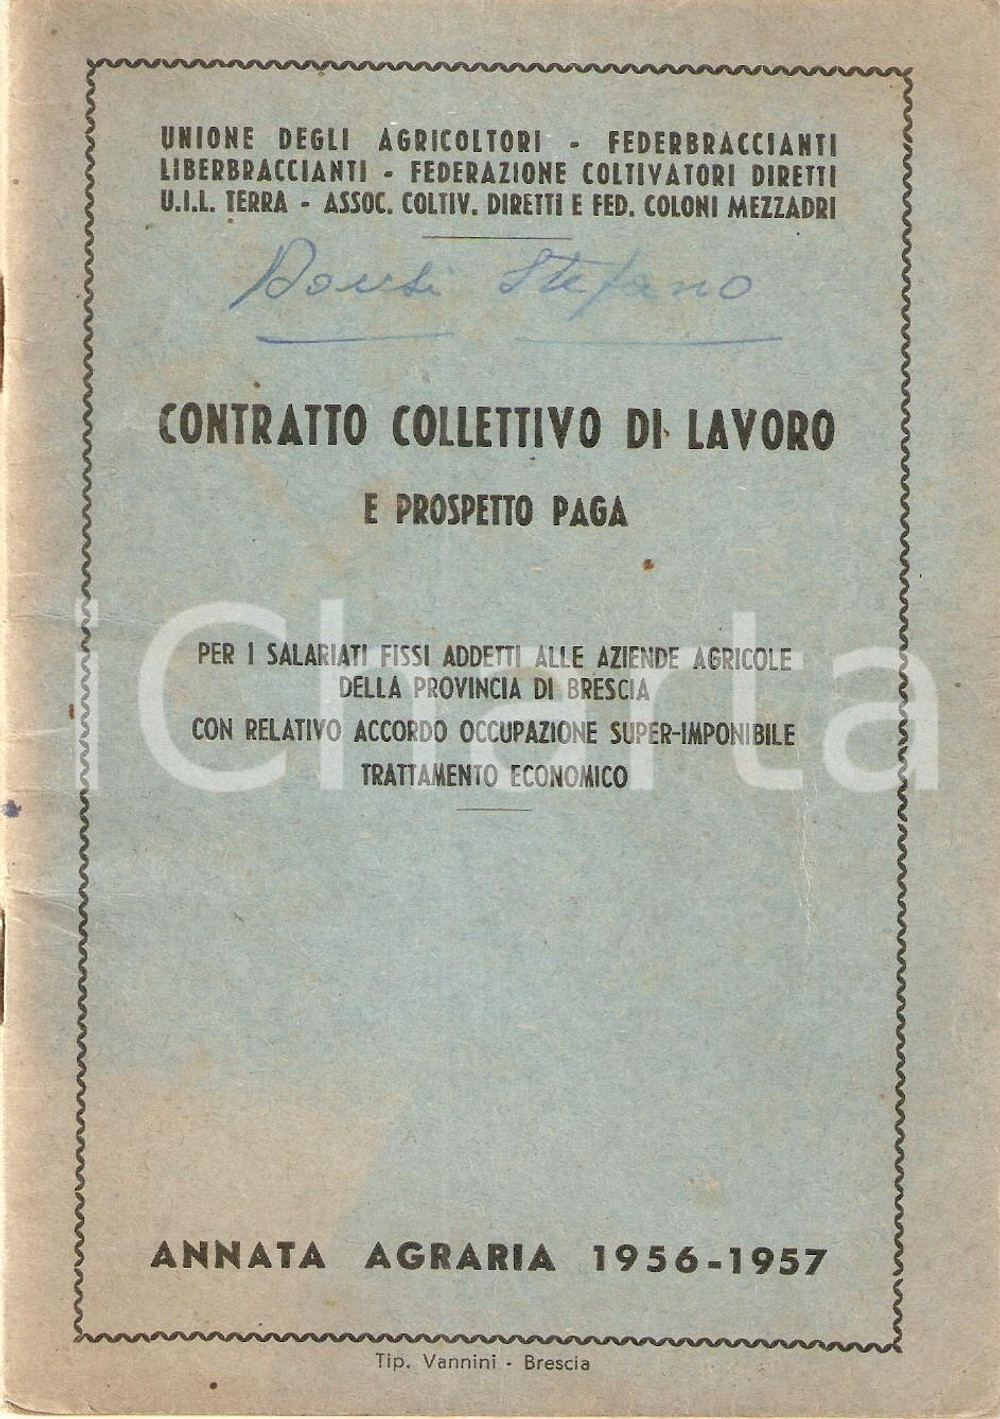 UNIONE DEGLI AGRICOLTORI - FEDERBRACCIANTI
LIBERBRACCIANTI - FEDERAZIONE COLTIVATORI DIRETTI
U.I.L. TERRA - ASSOC. COLTIV. DIRETTI E FED. COLONI MEZZADRI
Stefano
CONTRATTO COLLETTIVO DI LAVORO
E PROSPETTO PAGA
PER I SALARIATI FISSI ADDETTI ALLE AZIENDE AGRICOLE
DELLA PROVINCIA DI BRESCIA
CON RELATIVO ACCORDO OCCUPAZIONE SUPER-IMPONIBILE
TRATTAMENTO ECONOMICO
iCharta
ANNATA AGRARIA 1956-1957
Tip. Vannini - Brescia